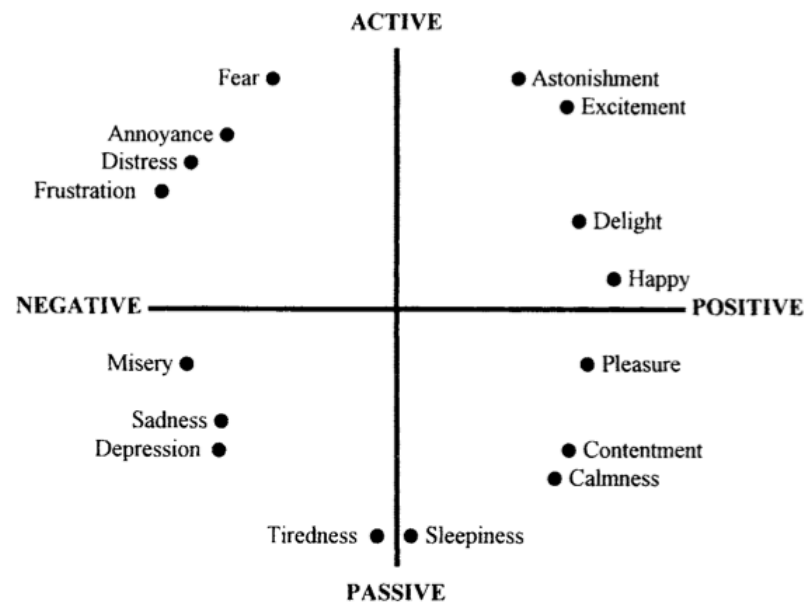 ACTIVE
Fear
Astonishment
Excitement
Annoyance
Distress
Frustration
Delight
Happy
NEGATIVE
POSITIVE
Misery
Pleasure
Sadness
Depression
Contentment
Calmness
Tiredness
Sleepiness
PASSIVE